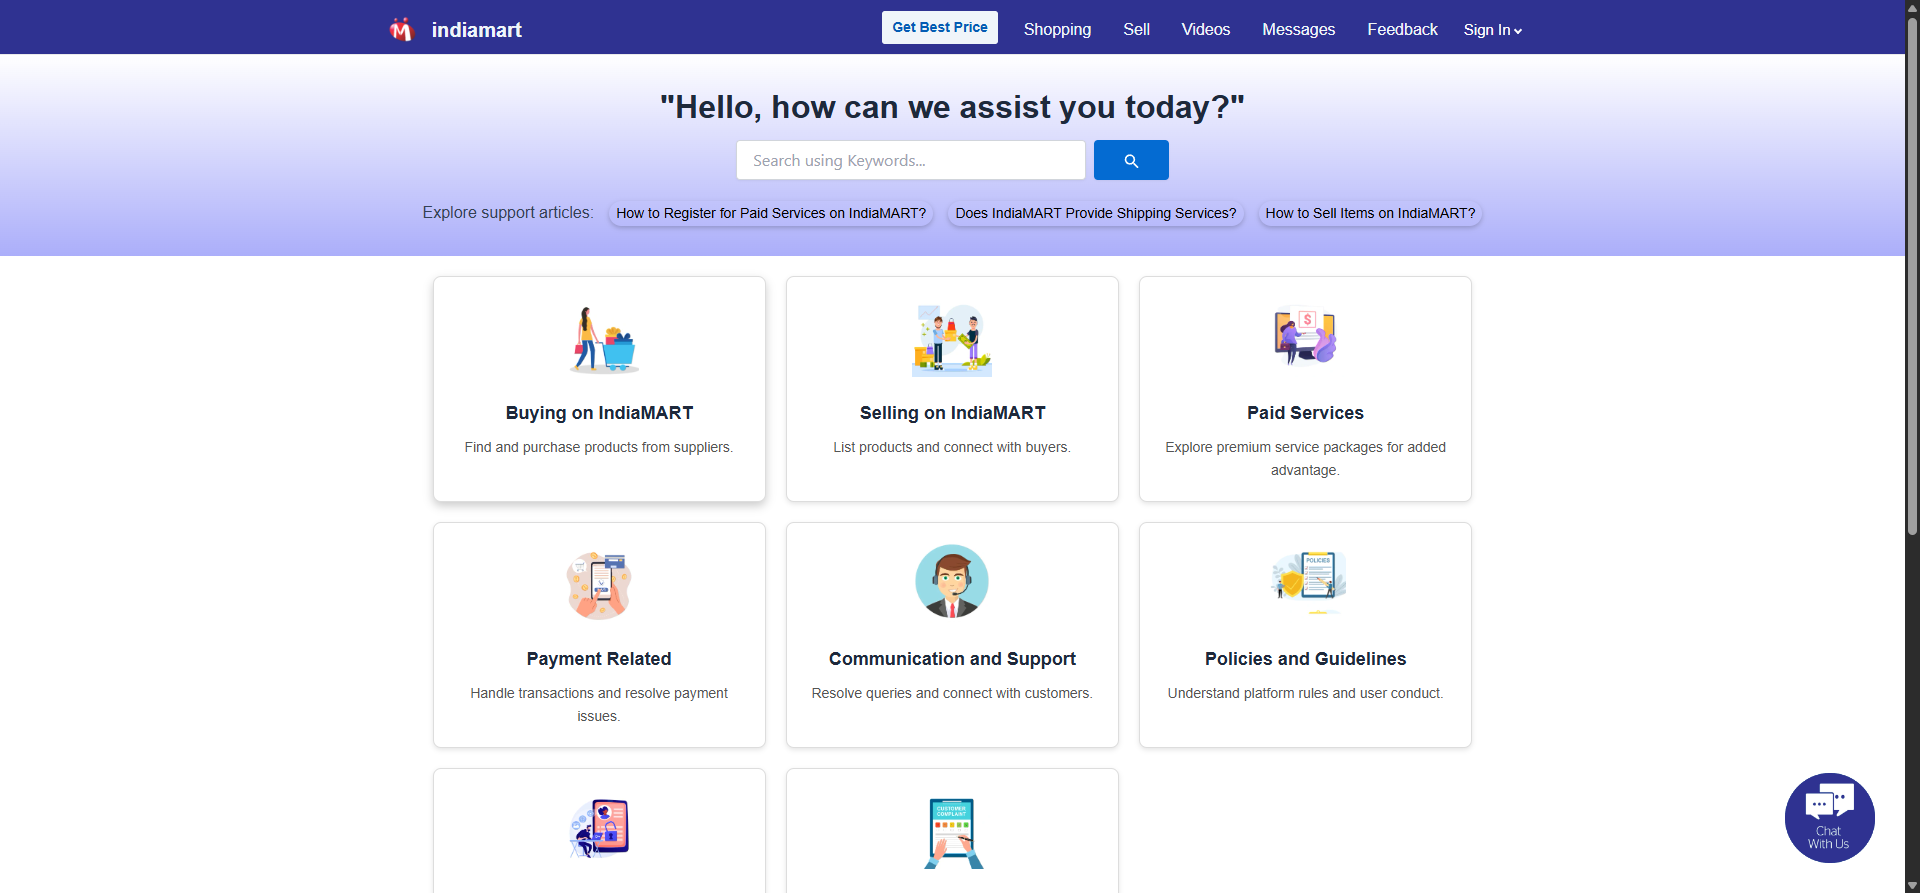 indiamart
Get Best Price
Shopping
Sell
Videos
Messages
Feedback
Sign In
"Hello, how can we assist you today?"
Search using Keywords...
Explore support articles:
How to Register for Paid Services on IndiaMART?
Does IndiaMART Provide Shipping Services?
How to Sell Items on IndiaMART?
Buying on IndiaMART
Find and purchase products from suppliers.
Selling on IndiaMART
List products and connect with buyers.
$
Paid Services
Explore premium service packages for added
advantage.
Payment Related
Handle transactions and resolve payment
issues.
Communication and Support
Resolve queries and connect with customers.
POLICIES
Policies and Guidelines
Understand platform rules and user conduct.
CUSTOMER
COMPLAINT
Chat
With Us